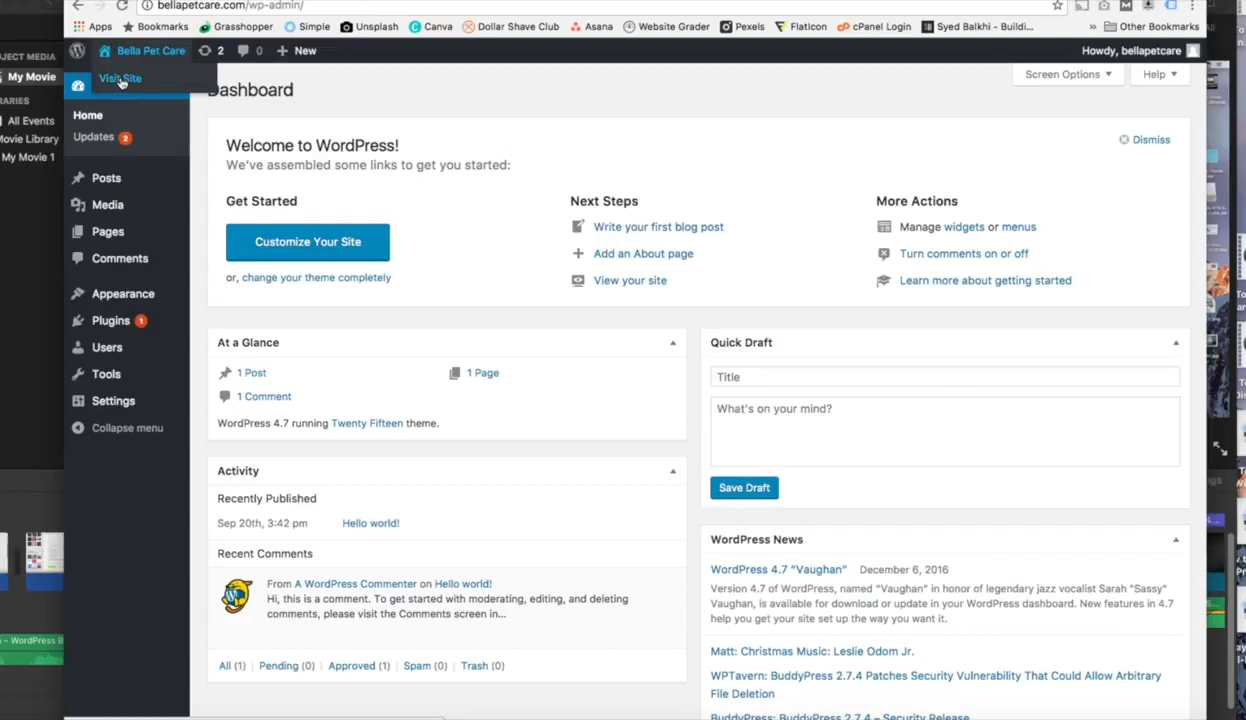 bellapetcare.com/wp-admin/
Apps Bookmarks Grasshopper Simple Unsplash Canva Dollar Shave Club Asana Website Grader Pexels Flaticon cPanel Login Syed Balkhi - Buildi... » Other Bookmarks
Bella Pet Care 2 0 + New Howdy, bellapetcare
JECT MEDIA
My Movie
RARIES
All Events
Movie Library
My Movie 1
Visit Site
Home
Updates 2
Posts
Media
Pages
Comments
Appearance
Plugins 1
Users
Tools
Settings
Collapse menu
Screen Options Help
Dashboard
Welcome to WordPress!
Dismiss
We've assembled some links to get you started:
Get Started
Customize Your Site
or, change your theme completely
Next Steps
Write your first blog post
Add an About page
View your site
More Actions
Manage widgets or menus
Turn comments on or off
Learn more about getting started
At a Glance
1 Post 1 Page
1 Comment
WordPress 4.7 running Twenty Fifteen theme.
Activity
Recently Published
Sep 20th, 3:42 pm Hello world!
Recent Comments
From A WordPress Commenter on Hello world!
Hi, this is a comment. To get started with moderating, editing, and deleting
comments, please visit the Comments screen in...
All (1) | Pending (0) | Approved (1) | Spam (0) | Trash (0)
Quick Draft
Title
What's on your mind?
Save Draft
WordPress News
WordPress 4.7 "Vaughan" December 6, 2016
Version 4.7 of WordPress, named "Vaughan" in honor of legendary jazz vocalist Sarah "Sassy"
Vaughan, is available for download or update in your WordPress dashboard. New features in 4.7
help you get your site set up the way you want it.
Matt: Christmas Music: Leslie Odom Jr.
WPTavern: BuddyPress 2.7.4 Patches Security Vulnerability That Could Allow Arbitrary
File Deletion
BuddyPress: BuddyPress 2.7.4 – Security Release
– WordPress B